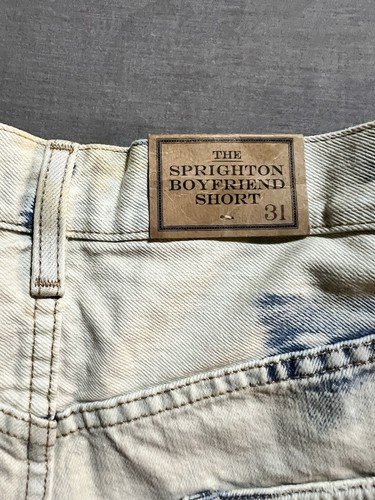 THE
SPRIGHTON
BOYFRIEND
SHORT
31